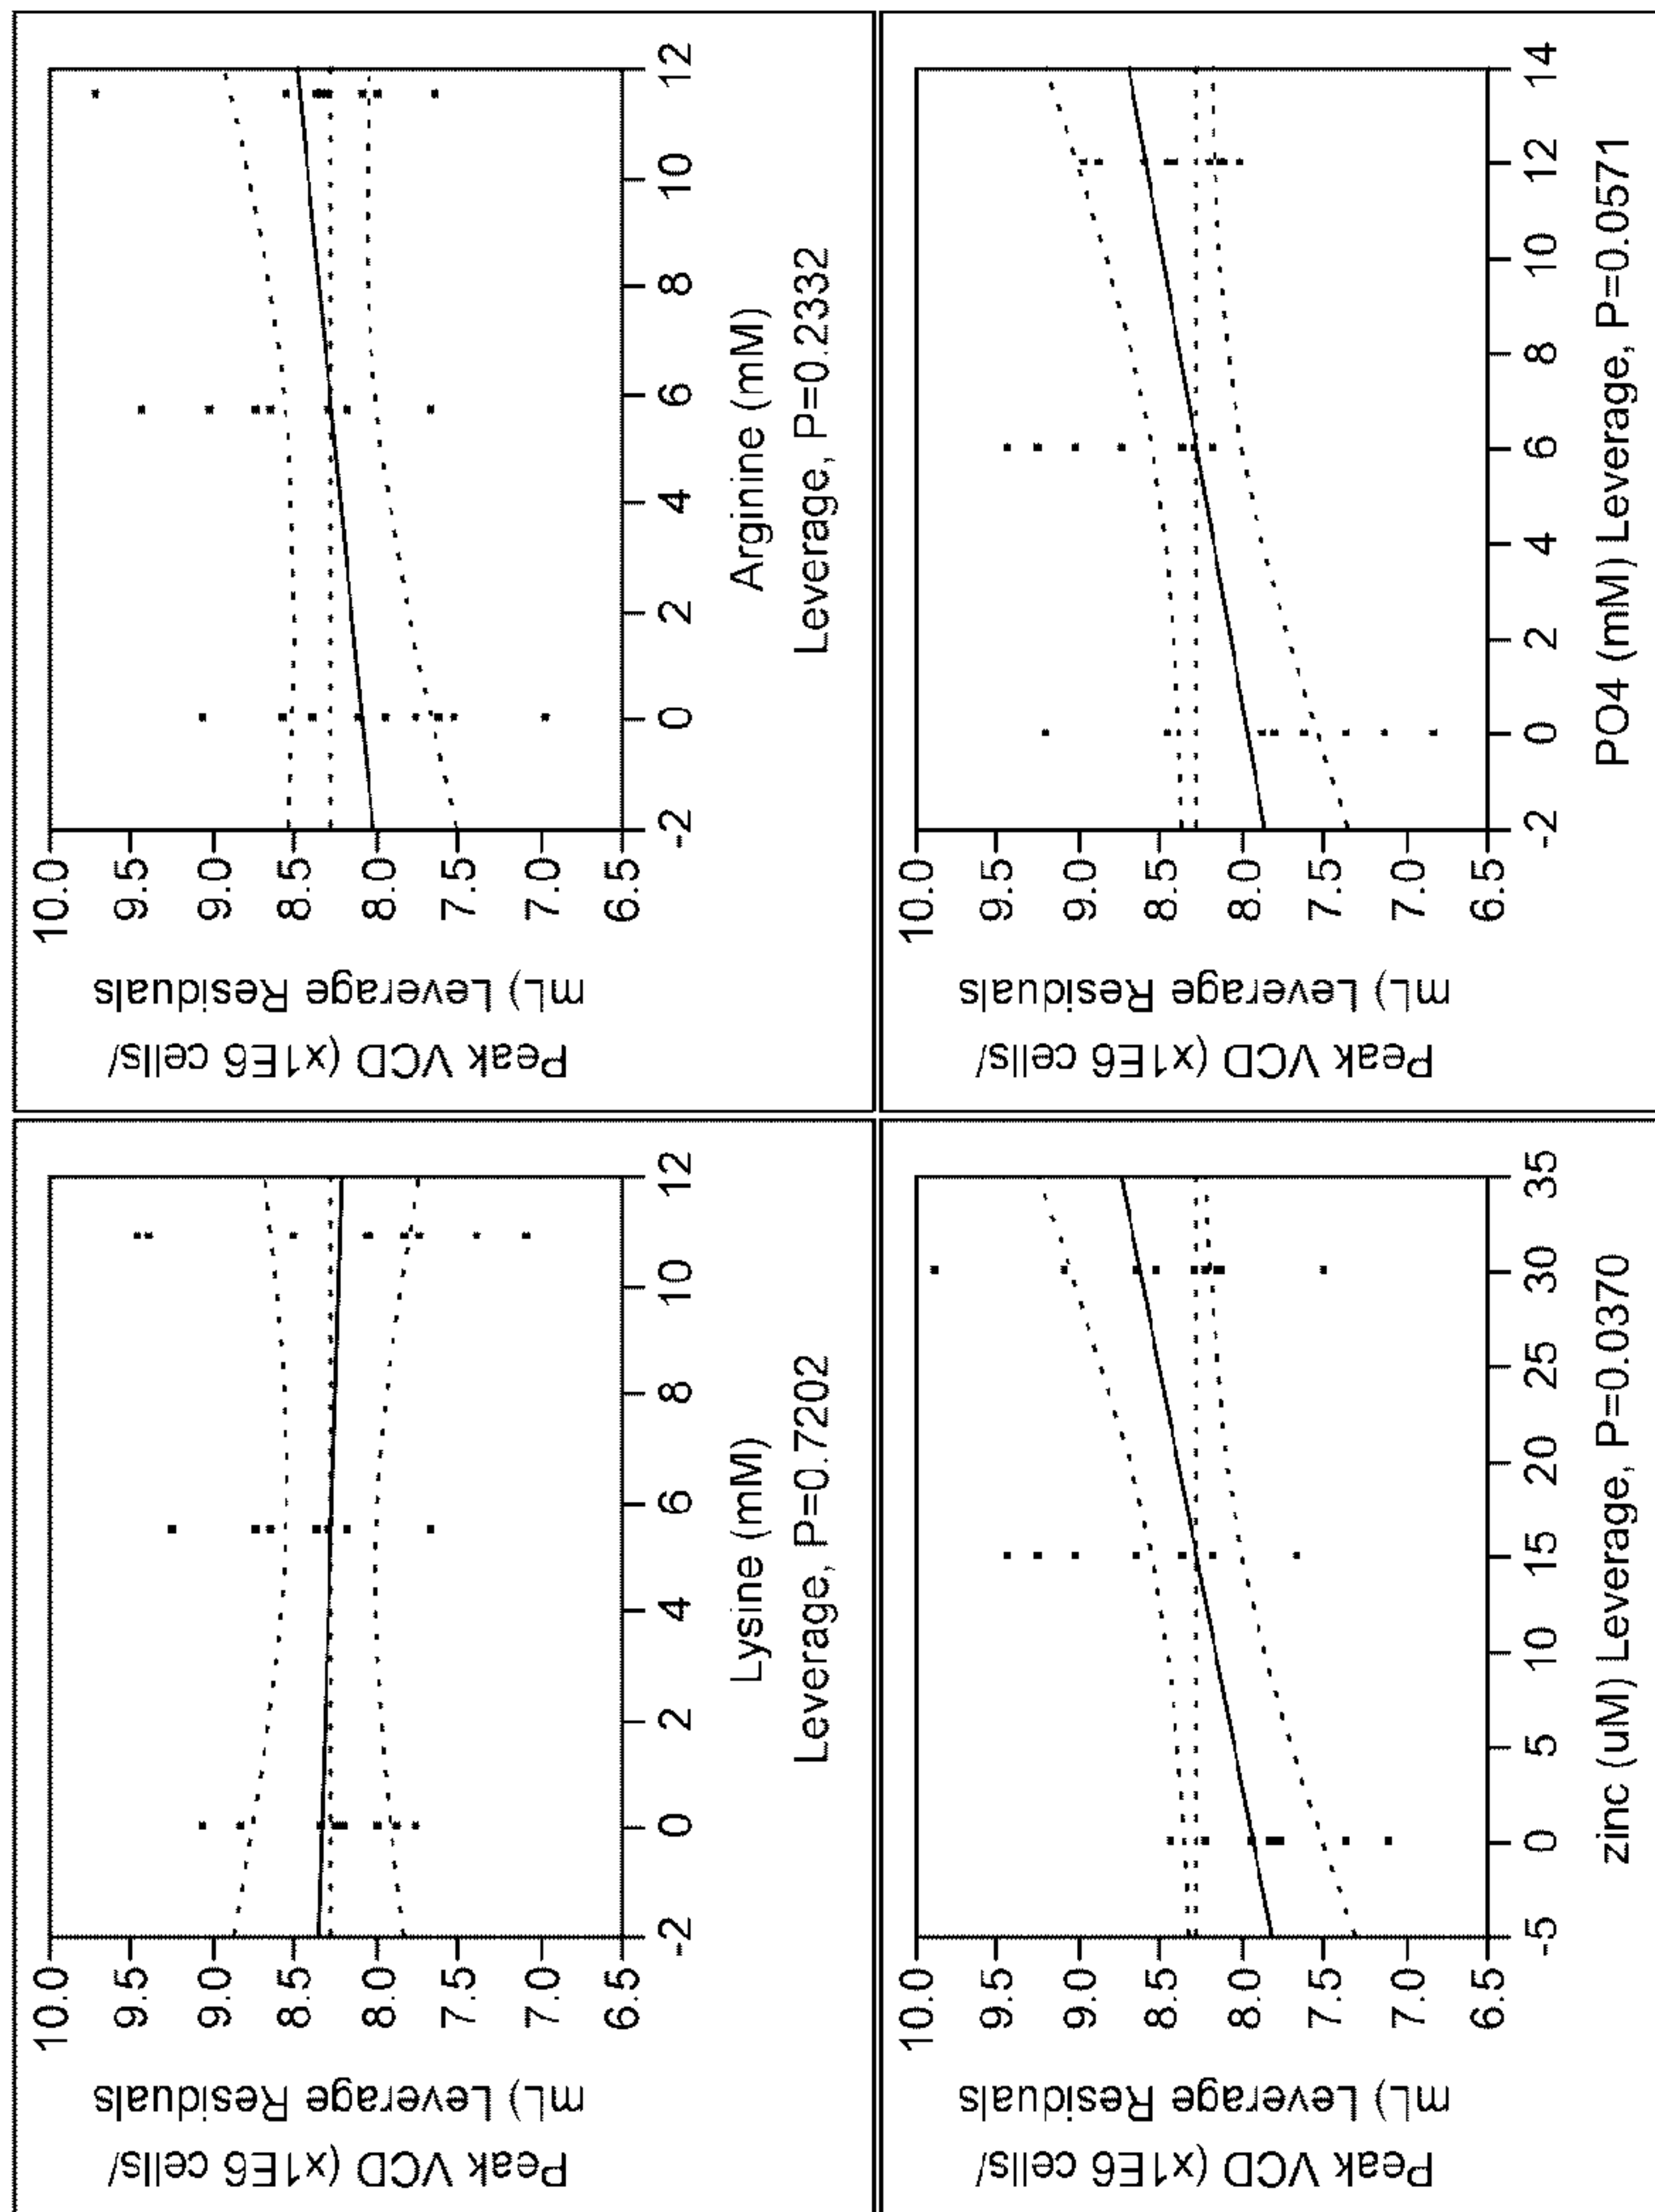 Peak VCD (x1E6 cells/
mL) Leverage Residuals
10.0
9.5
9.0
8.5
8.0
7.5
7.0
6.5
-2 0 2 4 6 8 10 12
Lysine (mM)
Leverage, P=0.7202
Peak VCD (x1E6 cells/
mL) Leverage Residuals
10.0
9.5
9.0
8.5
8.0
7.5
7.0
6.5
-2 0 2 4 6 8 10 12
Arginine (mM)
Leverage, P=0.2332
Peak VCD (x1E6 cells/
mL) Leverage Residuals
10.0
9.5
9.0
8.5
8.0
7.5
7.0
6.5
-5 0 5 10 15 20 25 30 35
zinc (uM) Leverage, P=0.0370
Peak VCD (x1E6 cells/
mL) Leverage Residuals
10.0
9.5
9.0
8.5
8.0
7.5
7.0
6.5
-2 0 2 4 6 8 10 12 14
PO4 (mM) Leverage, P=0.0571